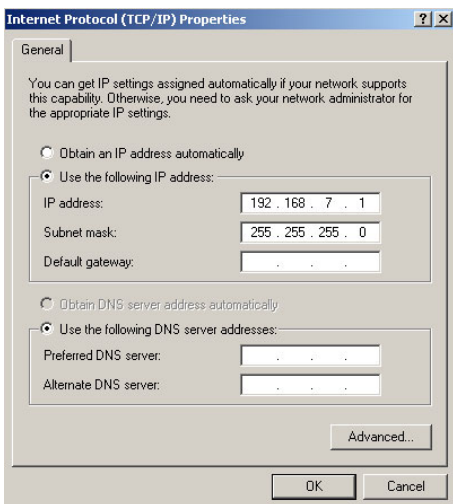 Internet Protocol (TCP/IP) Properties
General
You can get IP settings assigned automatically if your network supports
this capability. Otherwise, you need to ask your network administrator for
the appropriate IP settings.
Obtain an IP address automatically
Use the following IP address:
IP address: 192 . 168 . 7 . 1
Subnet mask: 255 . 255 . 255 . 0
Default gateway: . . .
Obtain DNS server address automatically
Use the following DNS server addresses:
Preferred DNS server: . . .
Alternate DNS server: . . .
Advanced...
OK Cancel